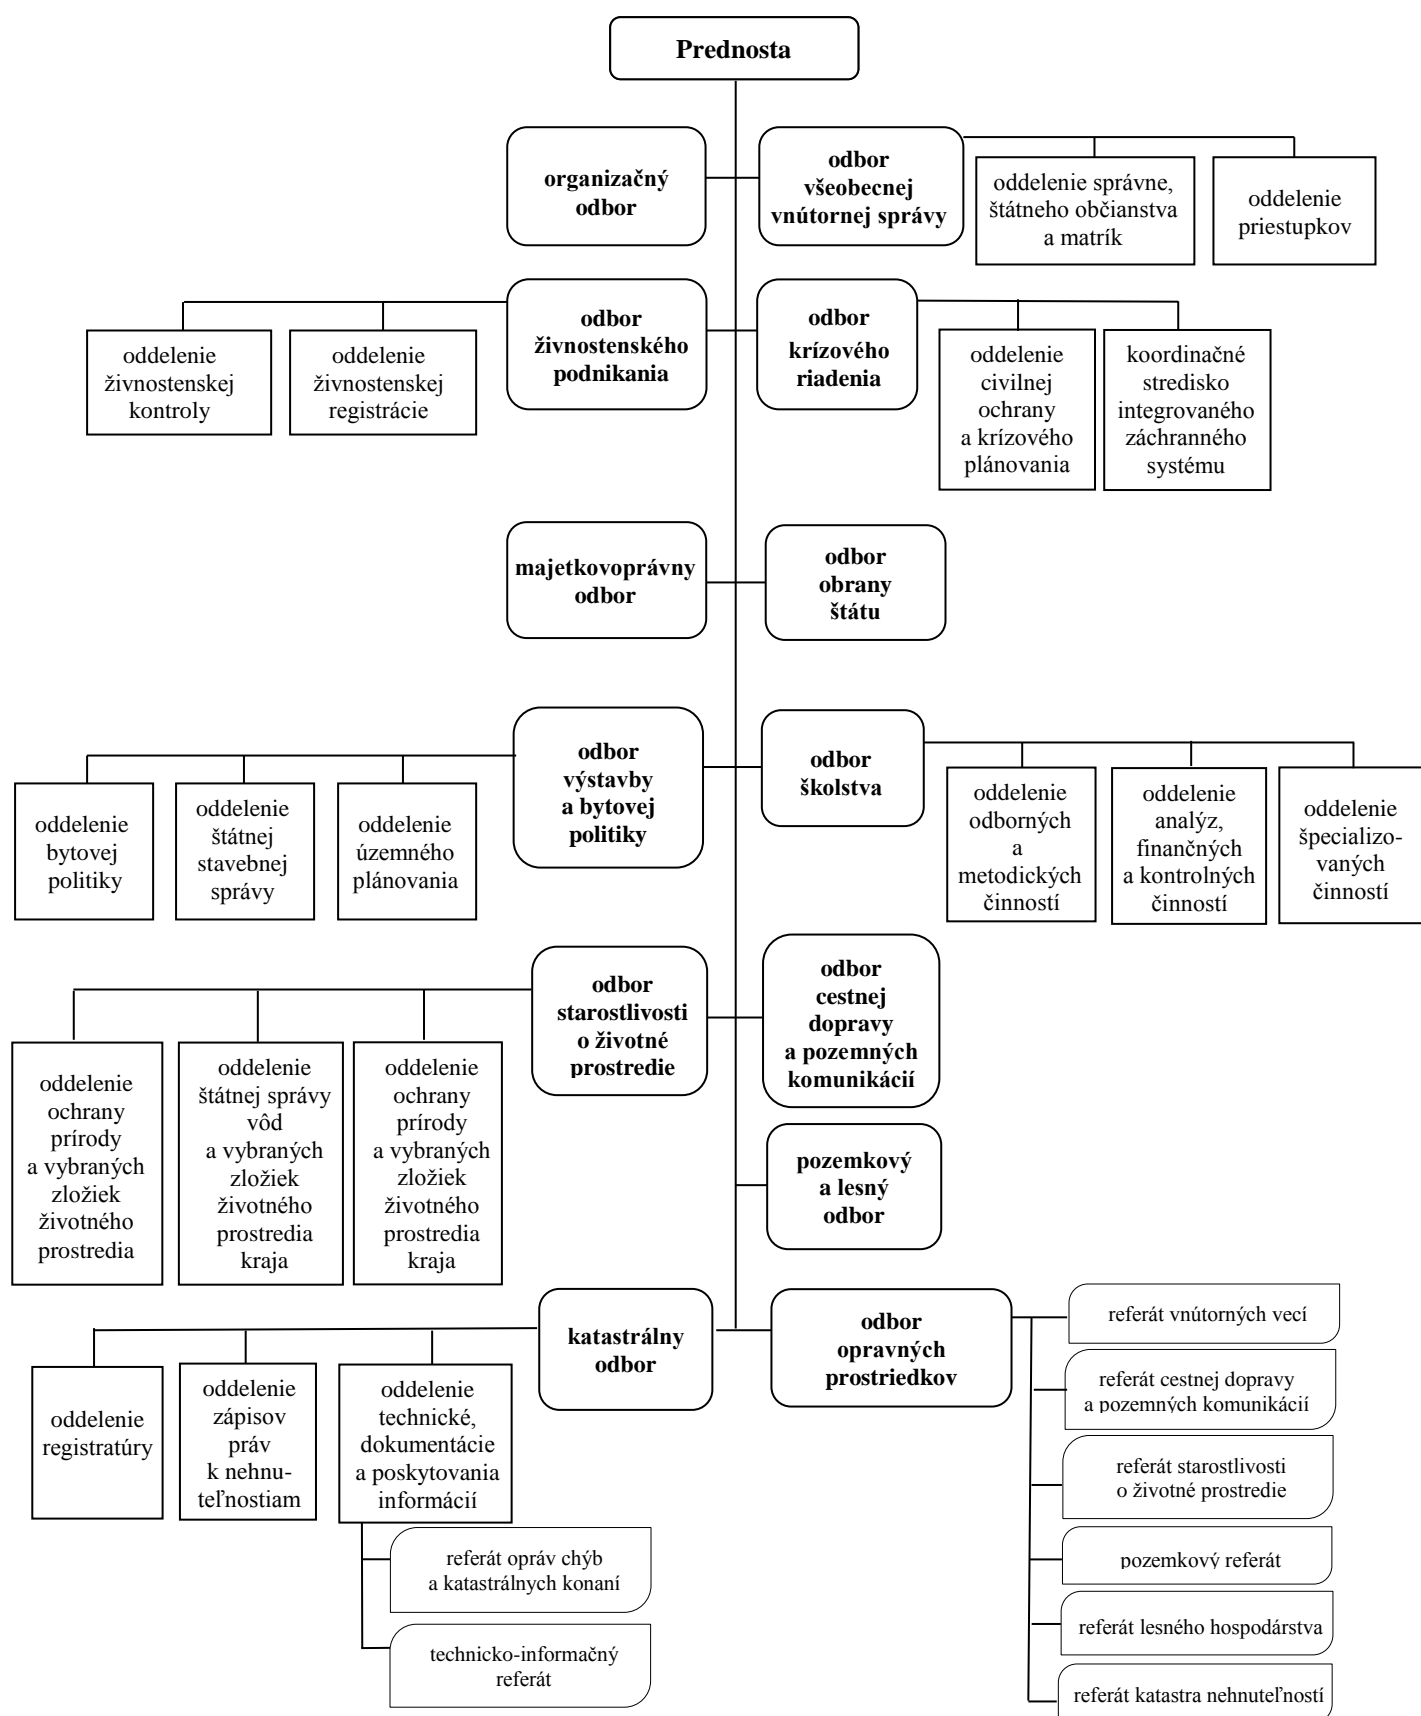 Prednosta
organizačný
odbor
odbor
všeobecnej
vnútornej správy
oddelenie správne,
štátneho občianstva
a matrík
oddelenie
priestupkov
oddelenie
živnostenskej
kontroly
oddelenie
živnostenskej
registrácie
odbor
živnostenského
podnikania
odbor
krízového
riadenia
oddelenie
civilnej
ochrany
a krízového
plánovania
koordinačné
stredisko
integrovaného
záchranného
systému
majetkovoprávny
odbor
odbor
obrany
štátu
oddelenie
bytovej
politiky
oddelenie
štátnej
stavebnej
správy
oddelenie
územného
plánovania
odbor
výstavby
a bytovej
politiky
odbor
školstva
oddelenie
odborných
a
metodických
činností
oddelenie
analýz,
finančných
a kontrolných
činností
oddelenie
špecializo-
vaných
činností
oddelenie
ochrany
prírody
a vybraných
zložiek
životného
prostredia
oddelenie
štátnej správy
vôd
a vybraných
zložiek
životného
prostredia
kraja
oddelenie
ochrany
prírody
a vybraných
zložiek
životného
prostredia
kraja
odbor
starostlivosti
o životné
prostredie
odbor
cestnej
dopravy
a pozemných
komunikácií
pozemkový
a lesný
odbor
katastrálny
odbor
odbor
opravných
prostriedkov
oddelenie
registratúry
oddelenie
zápisov
práv
k nehnu-
teľnostiam
oddelenie
technické,
dokumentácie
a poskytovania
informácií
referát opráv chýb
a katastrálnych konaní
technicko-informačný
referát
referát vnútorných vecí
referát cestnej dopravy
a pozemných komunikácií
referát starostlivosti
o životné prostredie
pozemkový referát
referát lesného hospodárstva
referát katastra nehnuteľností